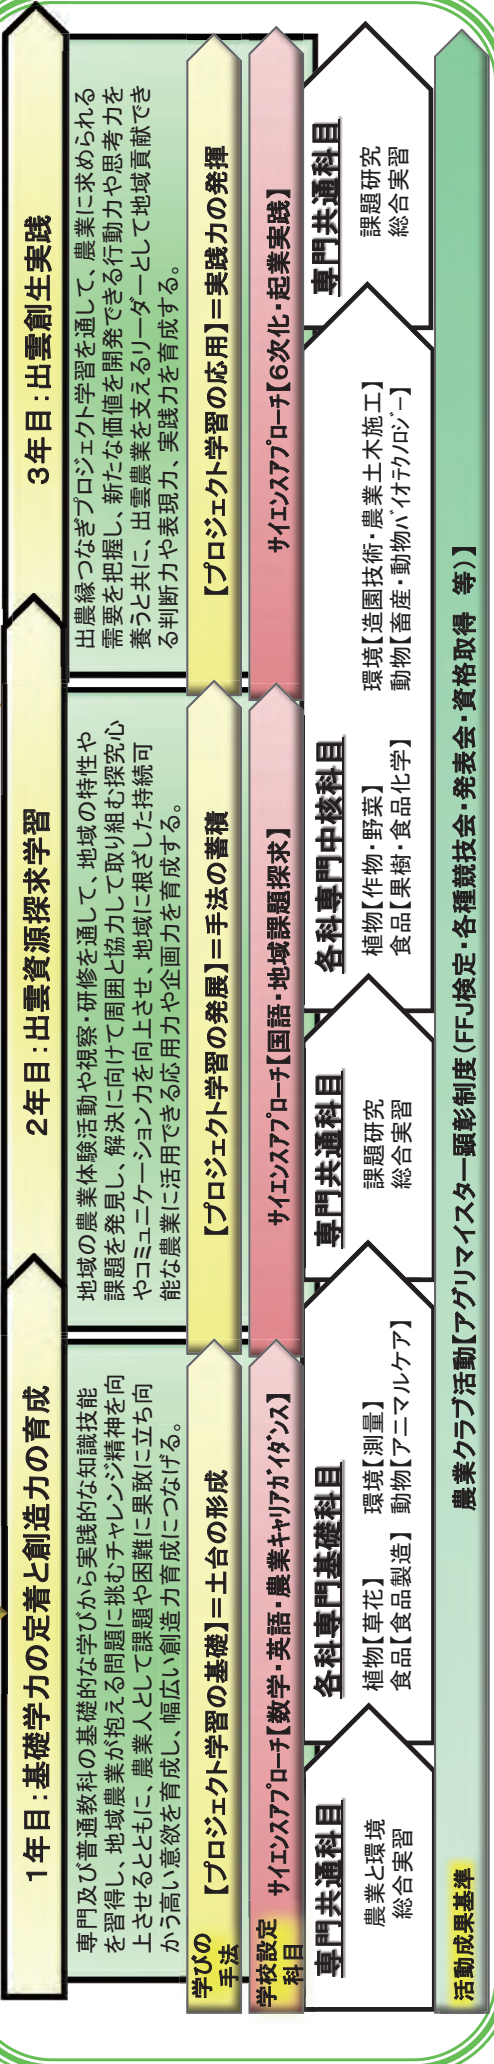 1年目:基礎学力の定着と創造力の育成
2年目:出雲資源探求学習
3年目:出雲創生実践
専門及び普通教科の基礎的な学びから実践的な知識技能
を習得し、地域農業が抱える問題に挑むチャレンジ精神を向
上させるとともに、農業人として課題や困難に果敢に立ち向
かう高い意欲を育成し、幅広い創造力育成につなげる。
地域の農業体験活動や視察・研修を通して、地域の特性や
課題を発見し、解決に向けて周囲と協力して取り組む探究心
やコミュニケーション力を向上させ、地域に根ざした持続可
能な農業に活用できる応用力や企画力を育成する。
出農縁つなぎプロジェクト学習を通して、農業に求められる
需要を把握し、新たな価値を開発できる行動力や思考力を
養うと共に、出雲農業を支えるリーダーとして地域貢献でき
る判断力や表現力、実践力を育成する。
学びの
手法
【プロジェクト学習の基礎】=土台の形成
【プロジェクト学習の発展】=手法の蓄積
【プロジェクト学習の応用】=実践力の発揮
学校設定
科目
サイエンスアプローチ【数学・英語・農業キャリアガイダンス】
サイエンスアプローチ【国語・地域課題探求】
サイエンスアプローチ【6次化・起業実践】
専門共通科目
農業と環境
総合実習
各科専門基礎科目
植物【草花】 環境【測量】
食品【食品製造】 動物【アニマルケア】
専門共通科目
課題研究
総合実習
各科専門中核科目
植物【作物・野菜】 環境【造園技術・農業土木施工】
食品【果樹・食品化学】 動物【畜産・動物バイオテクノロジー】
専門共通科目
課題研究
総合実習
活動成果基準
農業クラブ活動【アグリマイスター顕彰制度(FFJ検定・各種競技会・発表会・資格取得 等)】